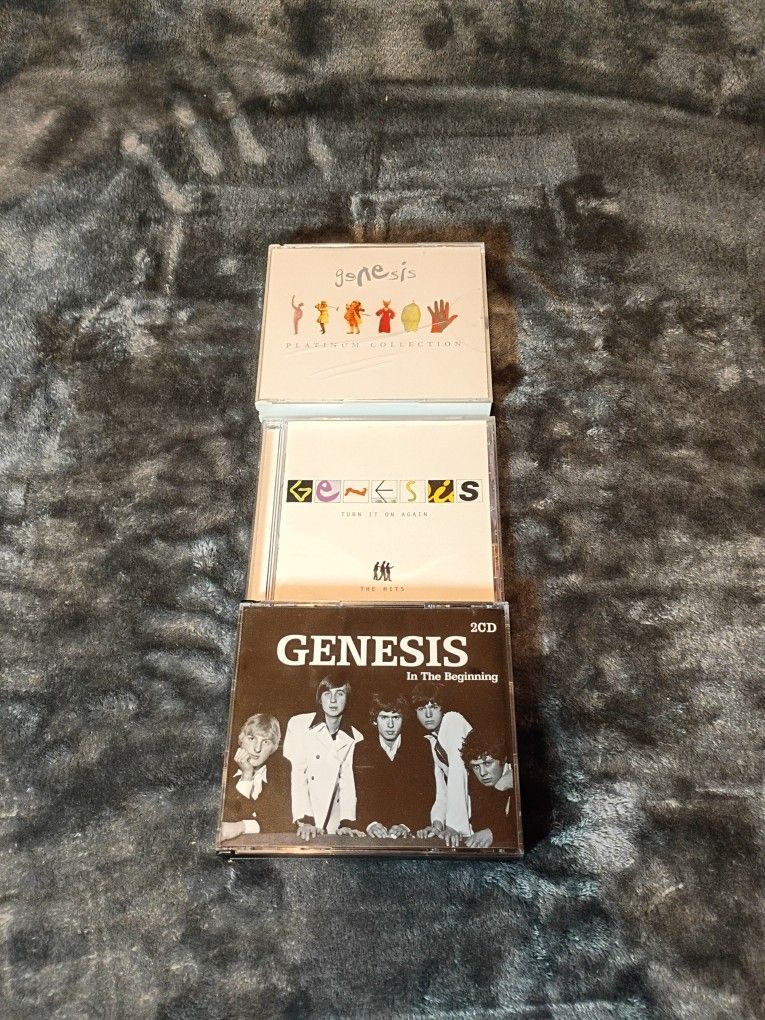 genesis
PLATINUM COLLECTION
GENESIS
TURN IT ON AGAIN
THE HITS
2CD
GENESIS
In The Beginning